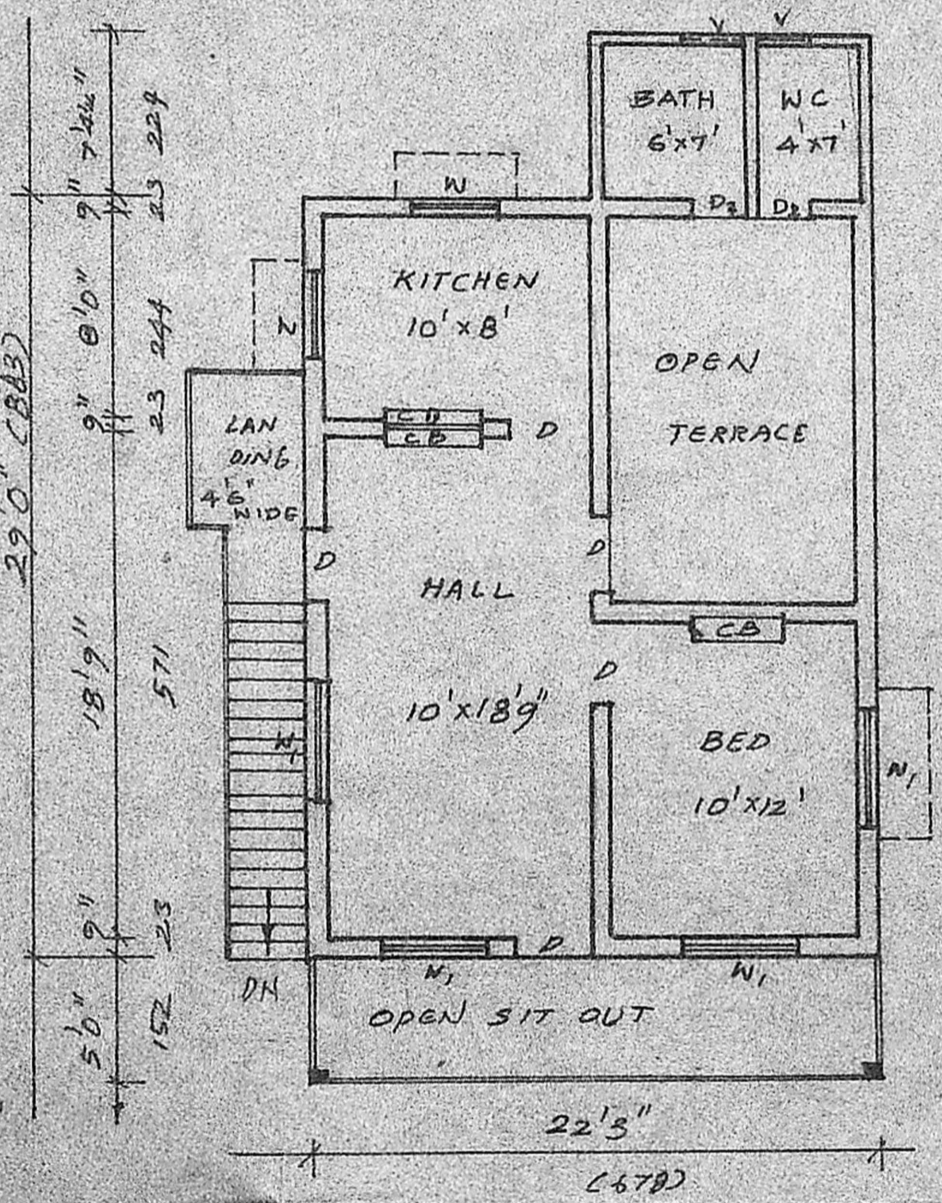 V V
BATH
6'x7'
WC
4'x7'
D2 D2
W
KITCHEN
10'x8'
W
CB
CB
D
OPEN
TERRACE
LAN
DING
4'6"
WIDE
D
D
HALL
10'x18'9"
D
CB
BED
10'x12'
W1
W1
W1
D
W1
DN
OPEN SIT OUT
22'3"
(678)
29'0" (883)
229
9" 23
8'0" 244
9" 23
18'9" 571
9" 23
5'0" 152